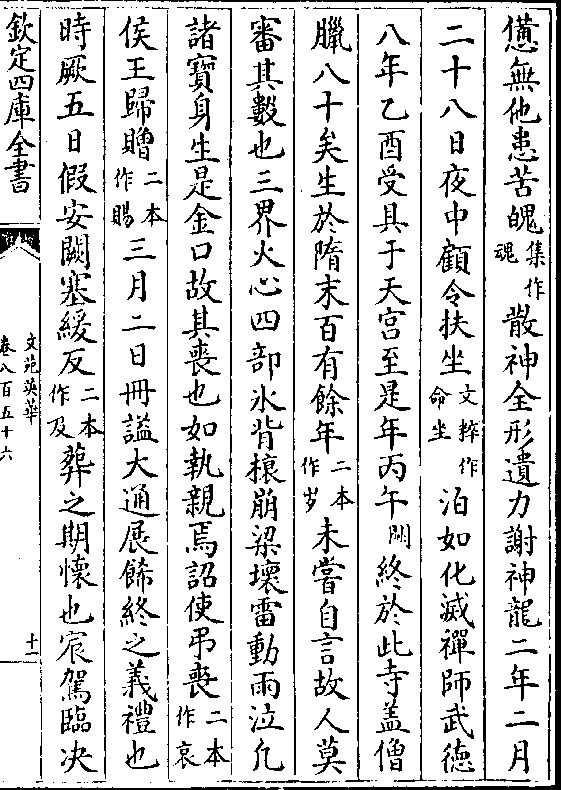 憊無他患苦魄集作魂散神全形遺力謝神龍二年二月
二十八日夜中顧令扶坐文粹作命坐泊如化滅禪師武德
八年乙酉受具于天宫至是年丙午闕終於此寺盖僧
臘八十矣生於隋末百有餘年二本作岁未嘗自言故人莫
審其數也三界火心四部氷背榱崩梁壞雷動雨泣凡
諸寶身生是金口故其喪也如執親焉詔使弔喪二本作哀
侯王歸贈二本作賜三月二日冊謚大通展飾終之義禮也
時厥五日假安闕塞緩反二本作及葬之期懷也宸駕臨决
欽定四庫全書
文苑英華
卷八百五十六
十一